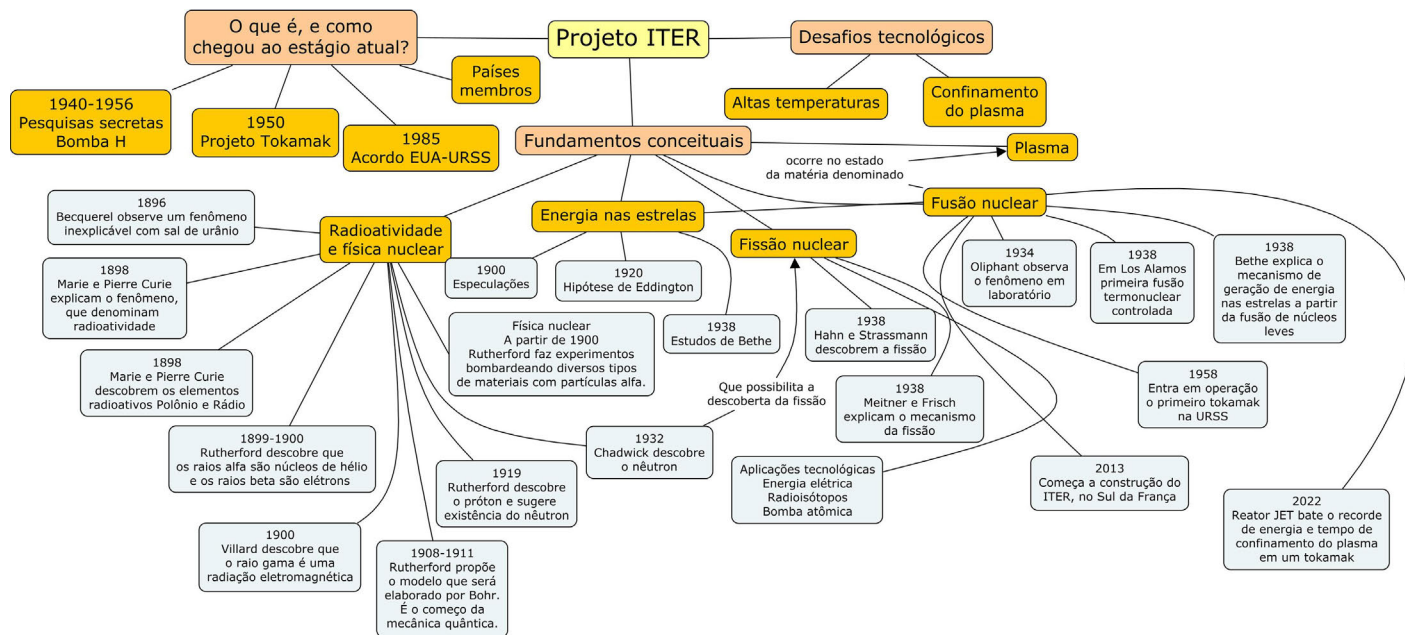 Projeto ITER
O que é, e como
chegou ao estágio atual?
1940-1956
Pesquisas secretas
Bomba H
1950
Projeto Tokamak
1985
Acordo EUA-URSS
Países
membros
Desafios tecnológicos
Altas temperaturas
Confinamento
do plasma
Fundamentos conceituais
Plasma
ocorre no estado
da matéria denominado
Radioatividade
e física nuclear
Energia nas estrelas
Fissão nuclear
Fusão nuclear
1896
Becquerel observe um fenômeno
inexplicável com sal de urânio
1898
Marie e Pierre Curie
explicam o fenômeno,
que denominam
radioatividade
1898
Marie e Pierre Curie
descobrem os elementos
radioativos Polônio e Rádio
1899-1900
Rutherford descobre que
os raios alfa são núcleos de hélio
e os raios beta são elétrons
1900
Villard descobre que
o raio gama é uma
radiação eletromagnética
1908-1911
Rutherford propõe
o modelo que será
elaborado por Bohr.
É o começo da
mecânica quântica.
1919
Rutherford descobre
o próton e sugere
existência do nêutron
1932
Chadwick descobre
o nêutron
Física nuclear
A partir de 1900
Rutherford faz experimentos
bombardeando diversos tipos
de materiais com partículas alfa.
1900
Especulações
1920
Hipótese de Eddington
1938
Estudos de Bethe
Que possibilita a
descoberta da fissão
1938
Hahn e Strassmann
descobrem a fissão
1938
Meitner e Frisch
explicam o mecanismo
da fissão
Aplicações tecnológicas
Energia elétrica
Radioisótopos
Bomba atômica
1934
Oliphant observa
o fenômeno em
laboratório
1938
Em Los Alamos
primeira fusão
termonuclear
controlada
1938
Bethe explica o
mecanismo de
geração de energia
nas estrelas a partir
da fusão de núcleos
leves
1958
Entra em operação
o primeiro tokamak
na URSS
2013
Começa a construção do
ITER, no Sul da França
2022
Reator JET bate o recorde
de energia e tempo de
confinamento do plasma
em um tokamak